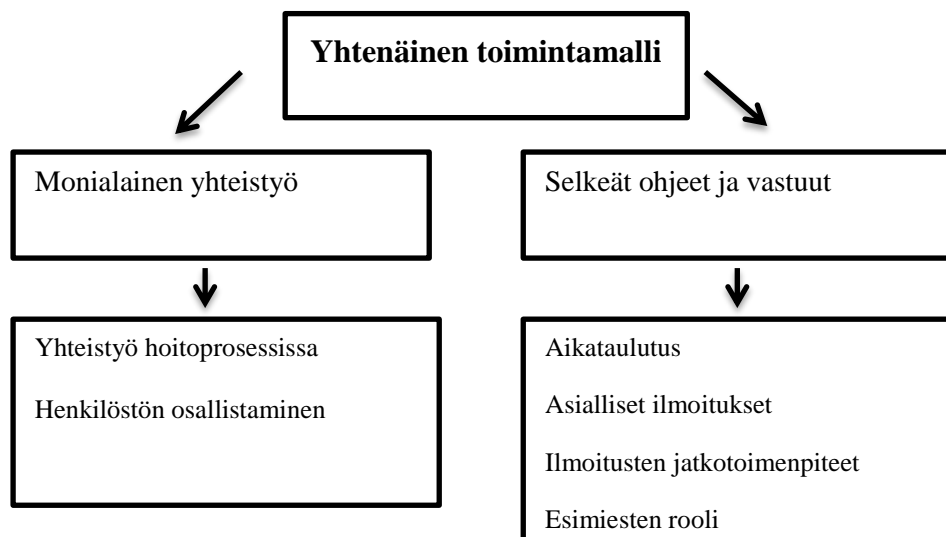 Yhtenäinen toimintamalli
Monialainen yhteistyö
Selkeät ohjeet ja vastuut
Yhteistyö hoitoprosessissa
Henkilöstön osallistaminen
Aikataulutus
Asialliset ilmoitukset
Ilmoitusten jatkotoimenpiteet
Esimiesten rooli